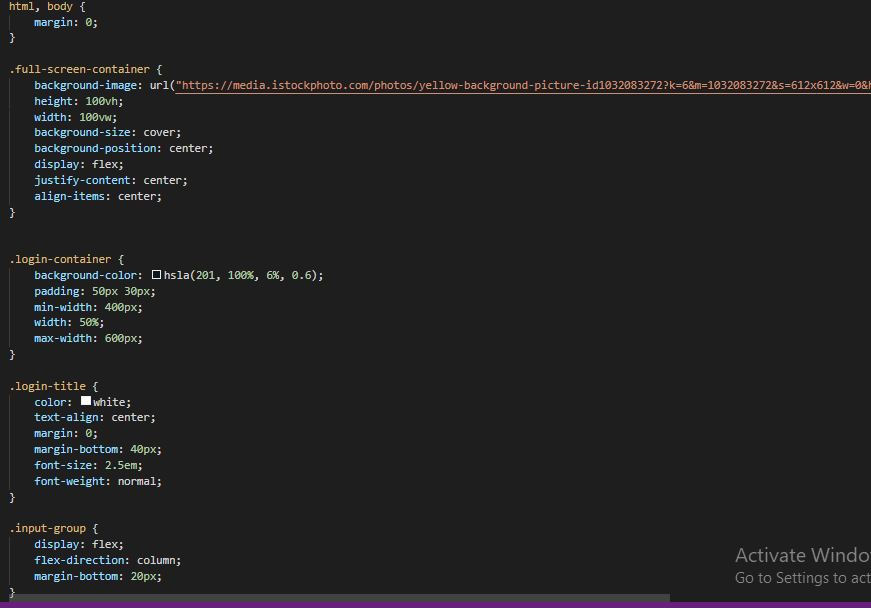 html, body {
    margin: 0;
}

.full-screen-container {
    background-image: url("https://media.istockphoto.com/photos/yellow-background-picture-id1032083272?k=6&m=1032083272&s=612x612&w=0&h
    height: 100vh;
    width: 100vw;
    background-size: cover;
    background-position: center;
    display: flex;
    justify-content: center;
    align-items: center;
}

.login-container {
    background-color: hsla(201, 100%, 6%, 0.6);
    padding: 50px 30px;
    min-width: 400px;
    width: 50%;
    max-width: 600px;
}

.login-title {
    color: white;
    text-align: center;
    margin: 0;
    margin-bottom: 40px;
    font-size: 2.5em;
    font-weight: normal;
}

.input-group {
    display: flex;
    flex-direction: column;
    margin-bottom: 20px;
}
Activate Windo
Go to Settings to act